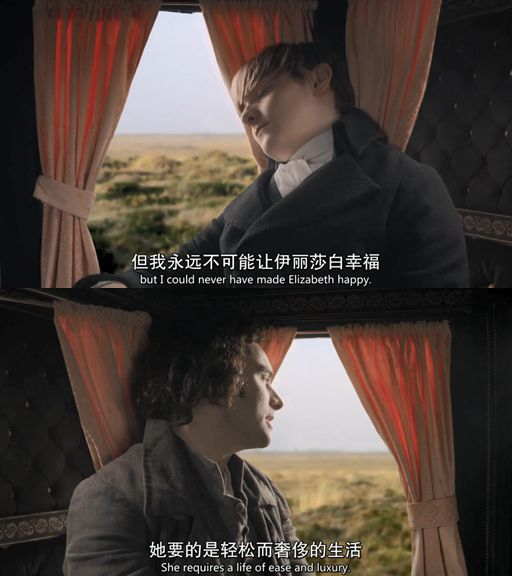 但我永远不可能让伊丽莎白幸福
but I could never have made Elizabeth happy.
她要的是轻松而奢侈的生活
She requires a life of ease and luxury.